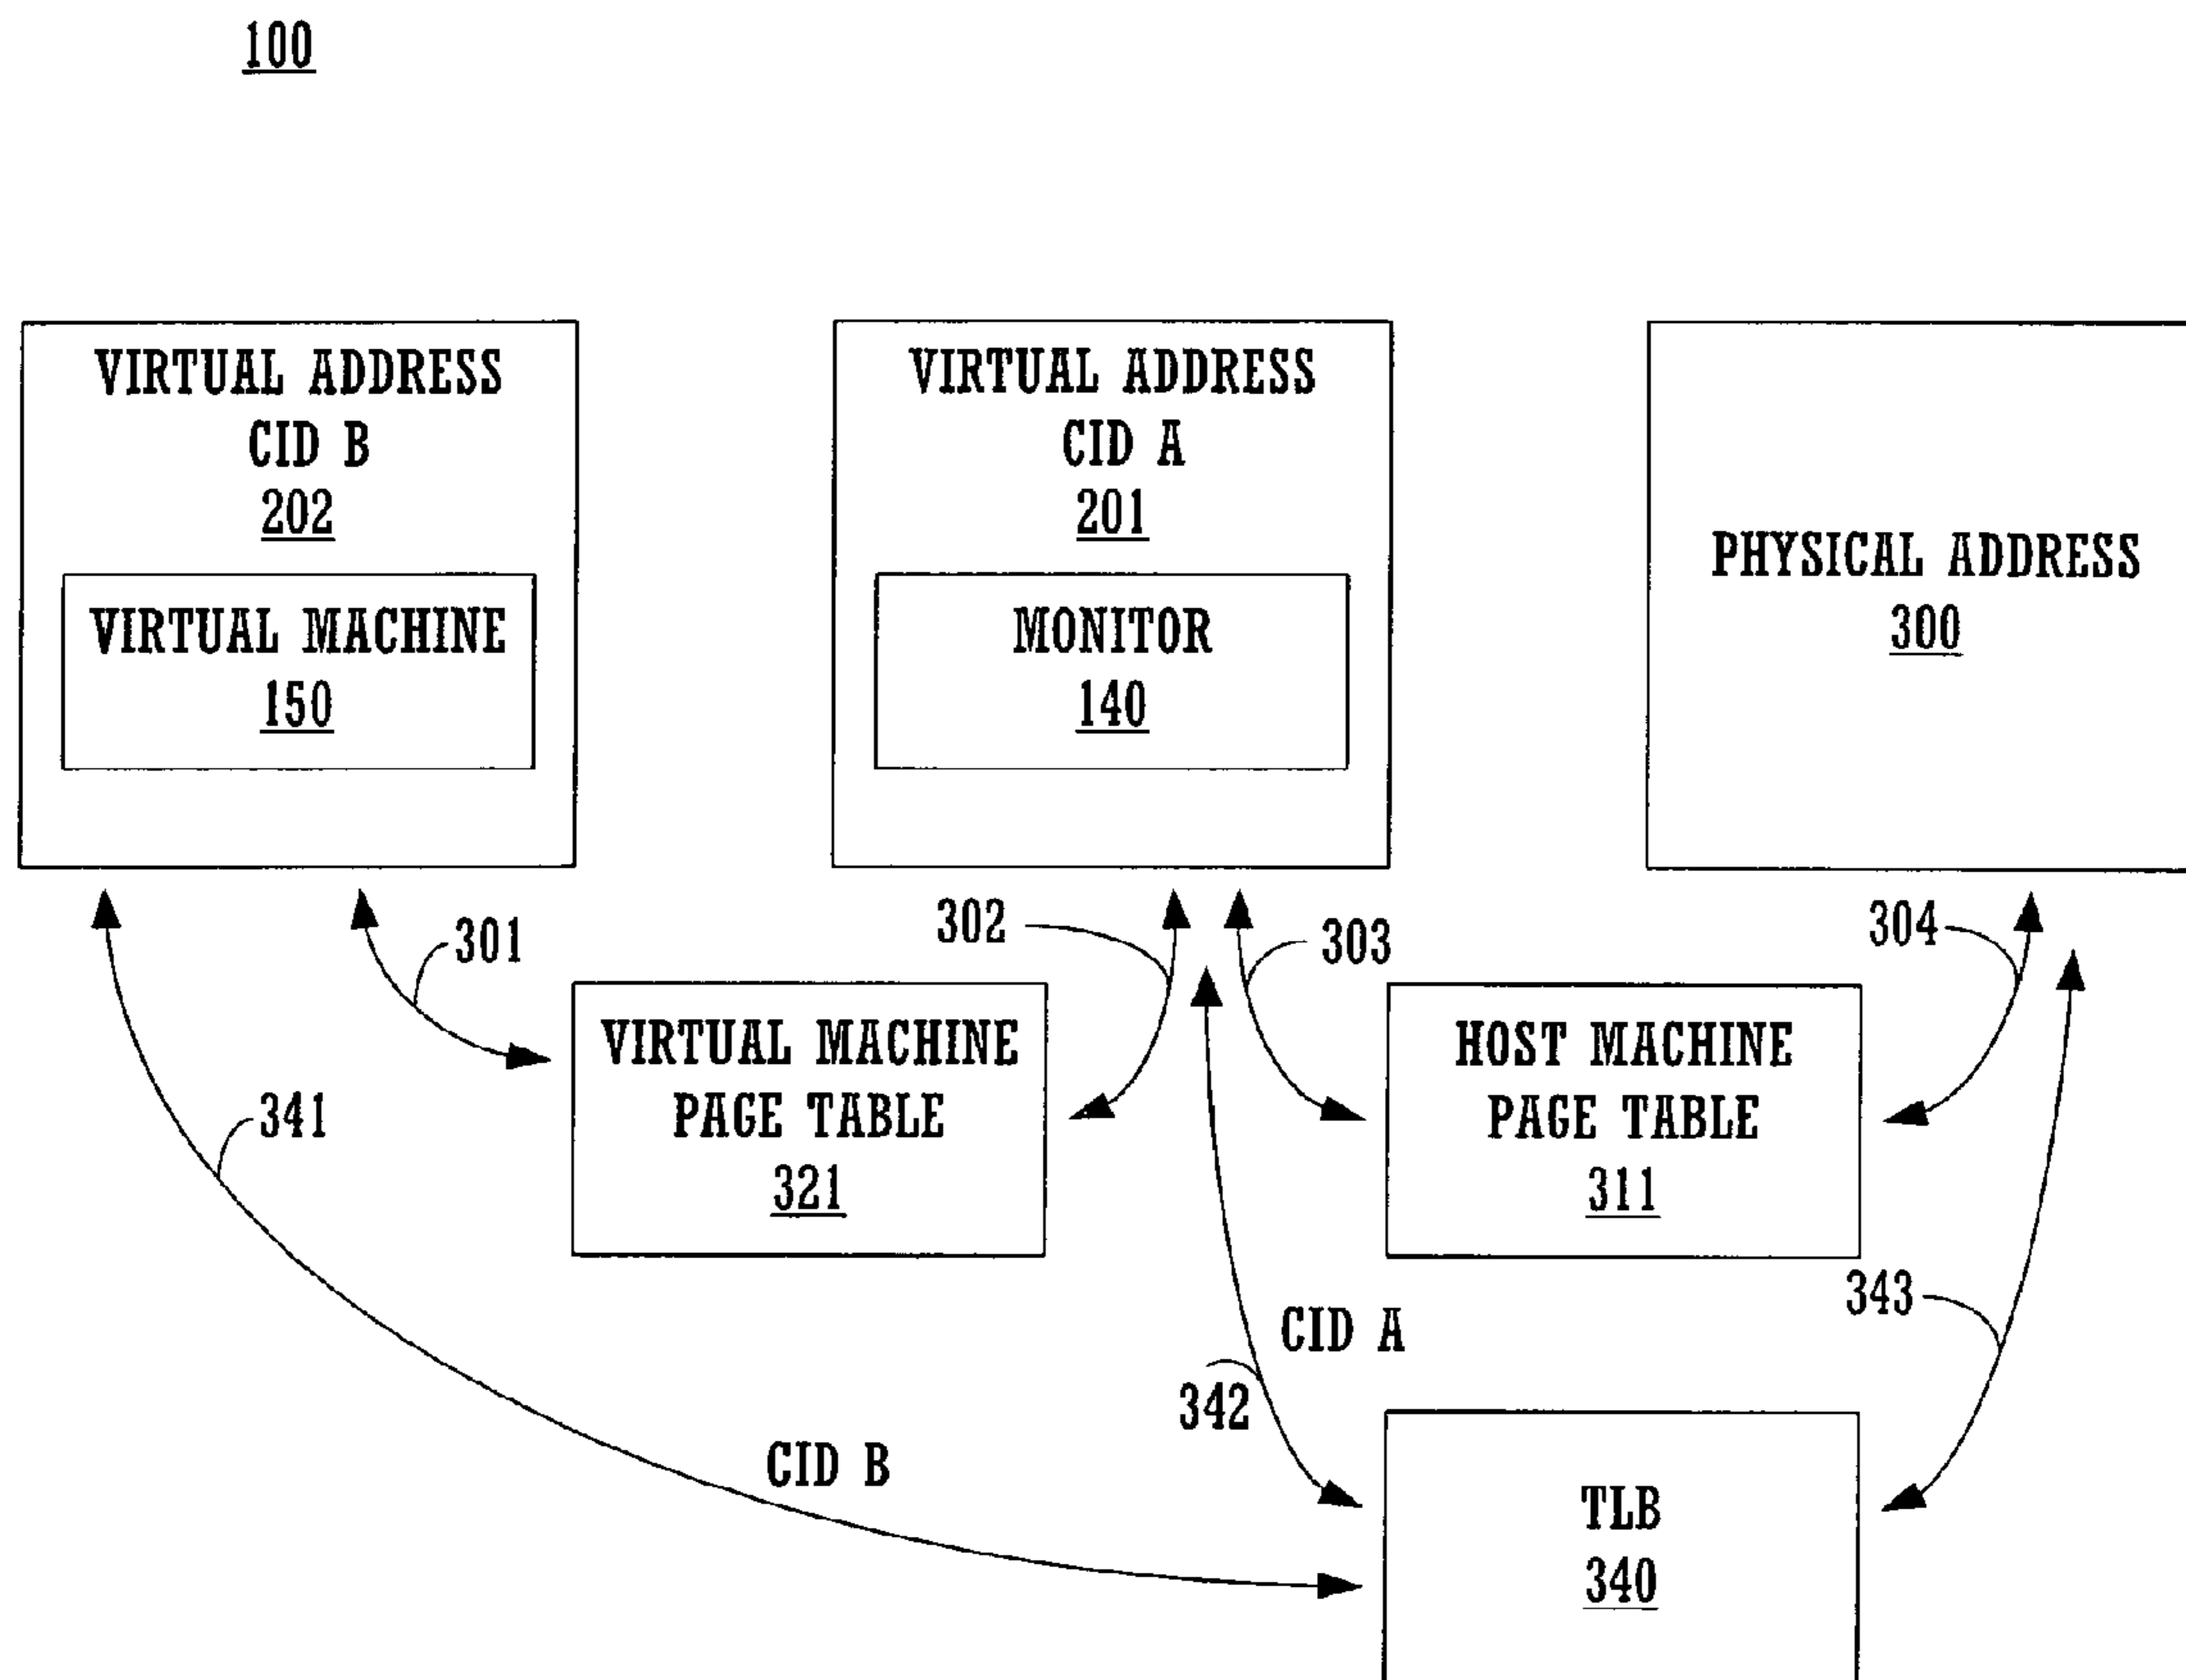 100
VIRTUAL ADDRESS
CID B
202
VIRTUAL MACHINE
150
VIRTUAL ADDRESS
CID A
201
MONITOR
140
PHYSICAL ADDRESS
300
301
302
303
304
VIRTUAL MACHINE
PAGE TABLE
321
HOST MACHINE
PAGE TABLE
311
341
343
CID A
342
CID B
TLB
340